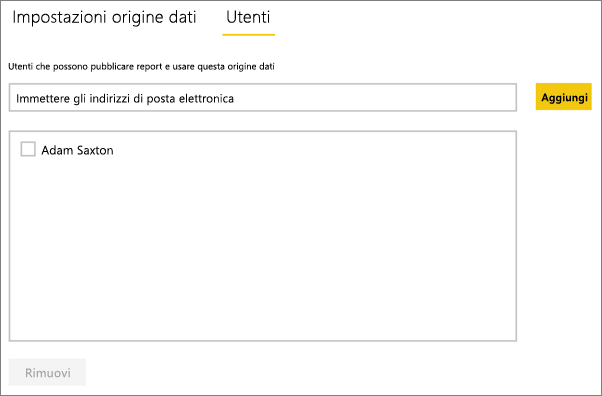 Impostazioni origine dati Utenti
Utenti che possono pubblicare report e usare questa origine dati
Immettere gli indirizzi di posta elettronica Aggiungi
Adam Saxton
Rimuovi